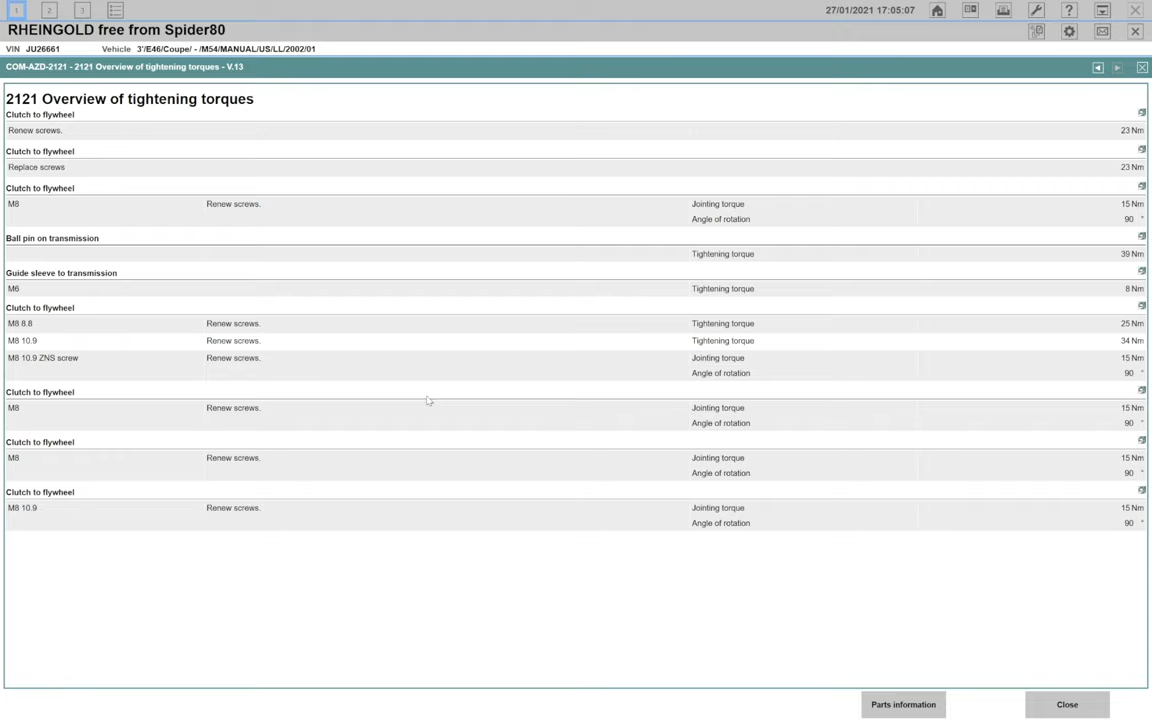 1 2 3 27/01/2021 17:05:07 ?
RHEINGOLD free from Spider80
VIN JU26661 Vehicle 3'/E46/Coupe/ - /M54/MANUAL/US/LL/2002/01
COM-AZD-2121 - 2121 Overview of tightening torques - V.13
2121 Overview of tightening torques
Clutch to flywheel
Renew screws. 23 Nm
Clutch to flywheel
Replace screws 23 Nm
Clutch to flywheel
M8 Renew screws. Jointing torque 15 Nm
Angle of rotation 90 °
Ball pin on transmission
Tightening torque 39 Nm
Guide sleeve to transmission
M6 Tightening torque 8 Nm
Clutch to flywheel
M8 8.8 Renew screws. Tightening torque 25 Nm
M8 10.9 Renew screws. Tightening torque 34 Nm
M8 10.9 ZNS screw Renew screws. Jointing torque 15 Nm
Angle of rotation 90 °
Clutch to flywheel
M8 Renew screws. Jointing torque 15 Nm
Angle of rotation 90 °
Clutch to flywheel
M8 Renew screws. Jointing torque 15 Nm
Angle of rotation 90 °
Clutch to flywheel
M8 10.9 Renew screws. Jointing torque 15 Nm
Angle of rotation 90 °
Parts information Close